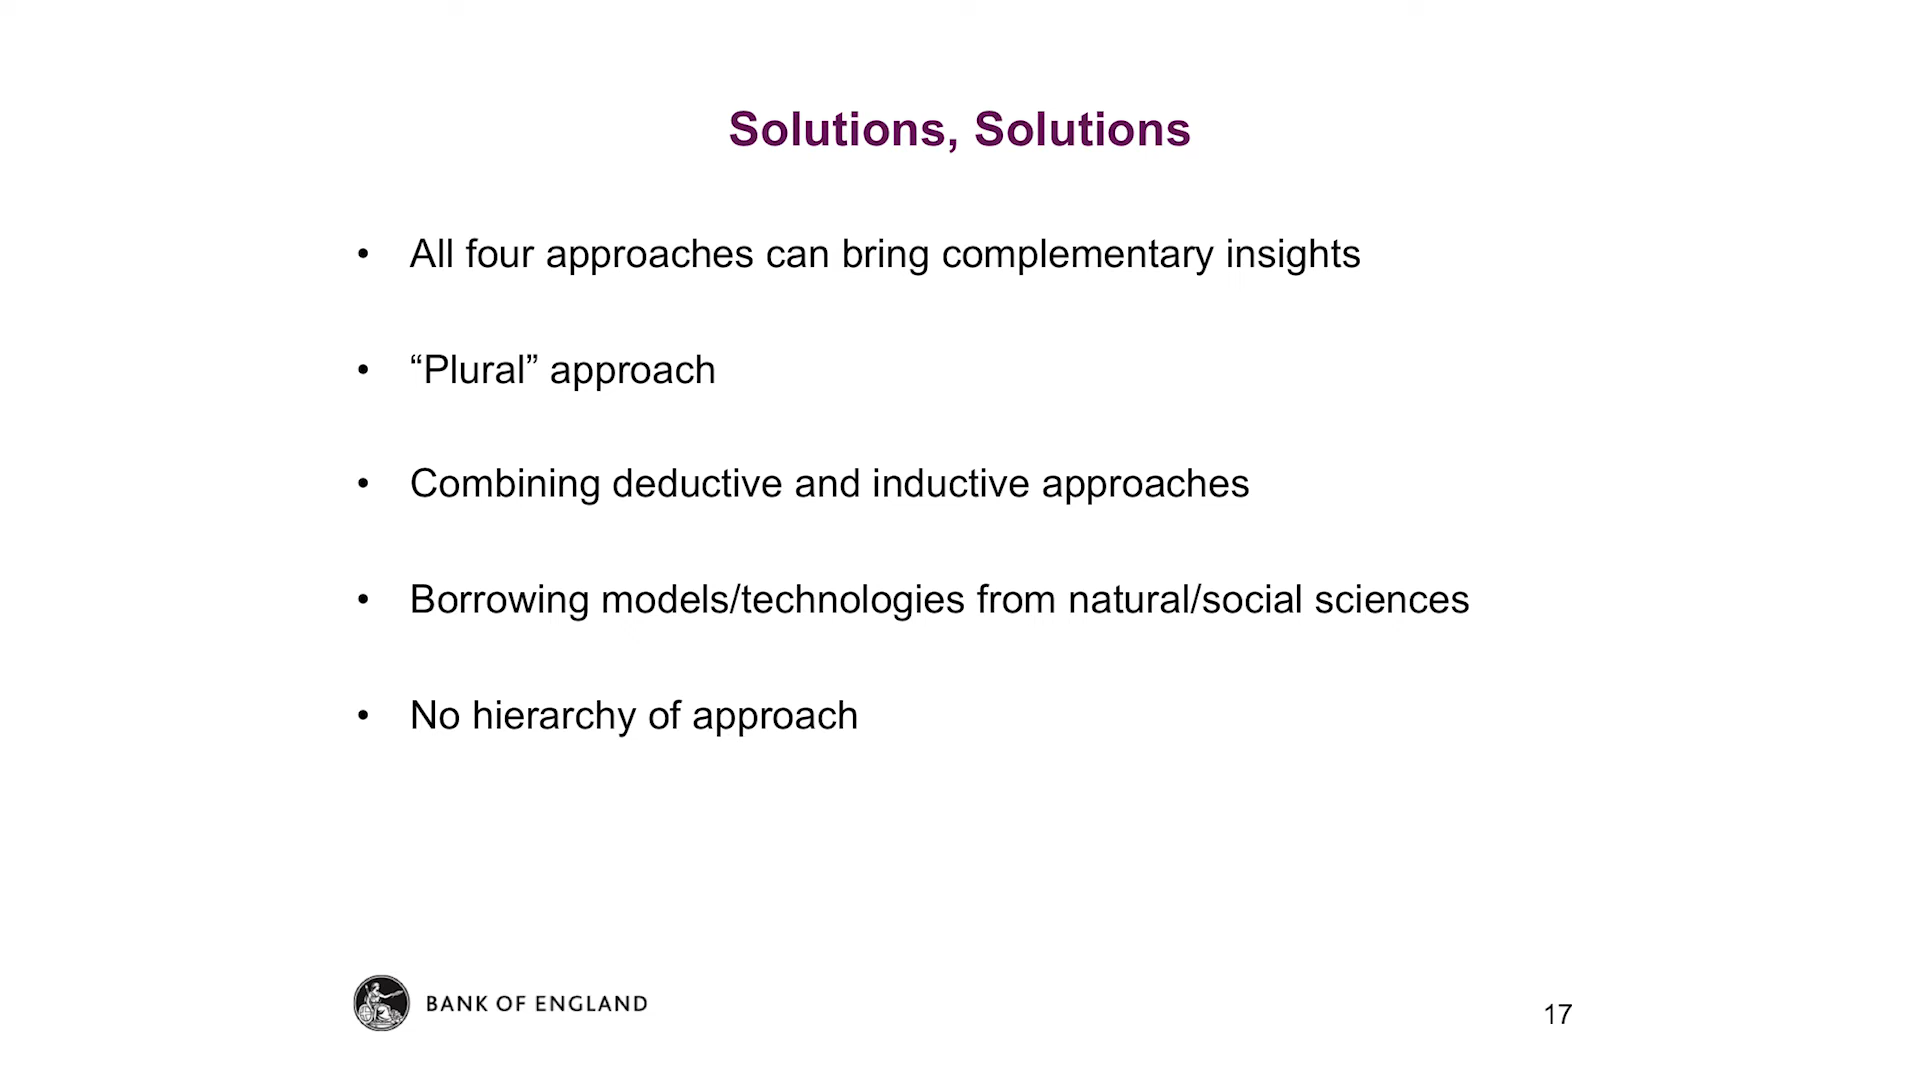 Solutions, Solutions
• All four approaches can bring complementary insights
• “Plural” approach
• Combining deductive and inductive approaches
• Borrowing models/technologies from natural/social sciences
• No hierarchy of approach
BANK OF ENGLAND
17